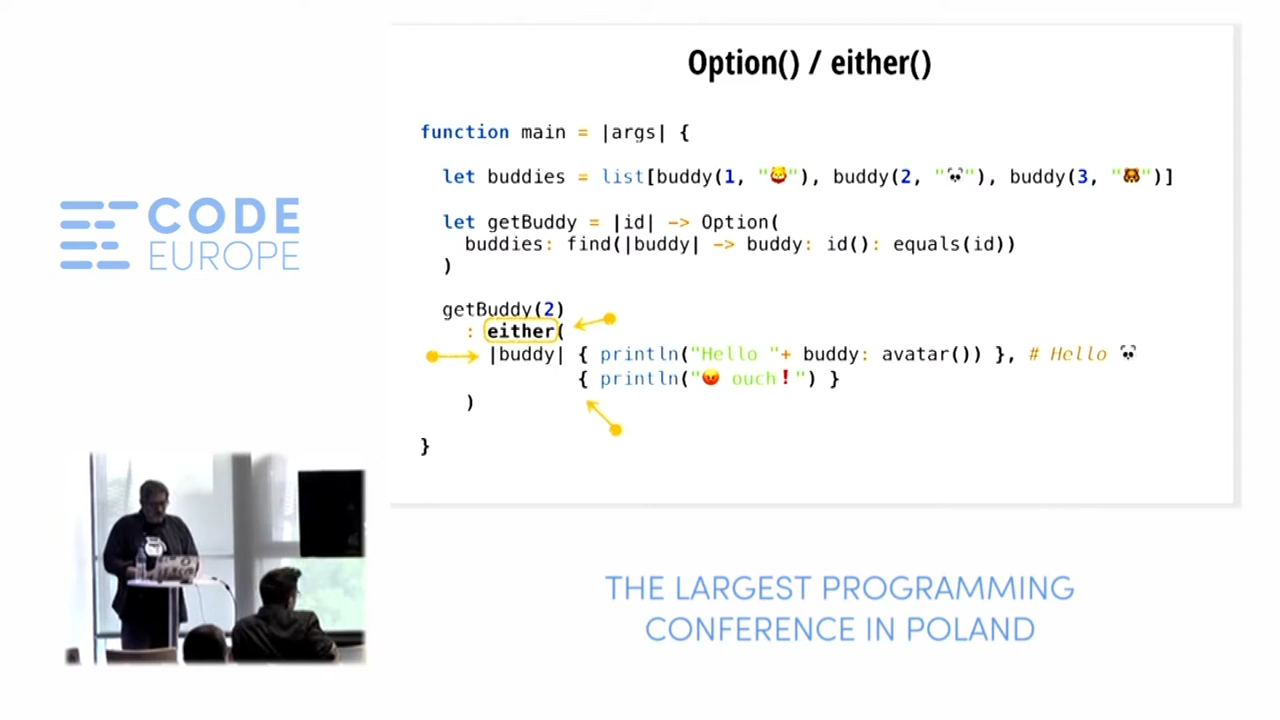 Option() / either()
function main = |args| {
let buddies = list[buddy(1, "🦁"), buddy(2, "🐼"), buddy(3, "🐻")]
let getBuddy = |id| -> Option(
buddies: find(|buddy| -> buddy: id(): equals(id))
)
getBuddy(2)
: either(
|buddy| { println("Hello "+ buddy: avatar()) }, # Hello 🐼
{ println("😡 ouch❗") }
)
}
CODE
EUROPE
THE LARGEST PROGRAMMING
CONFERENCE IN POLAND